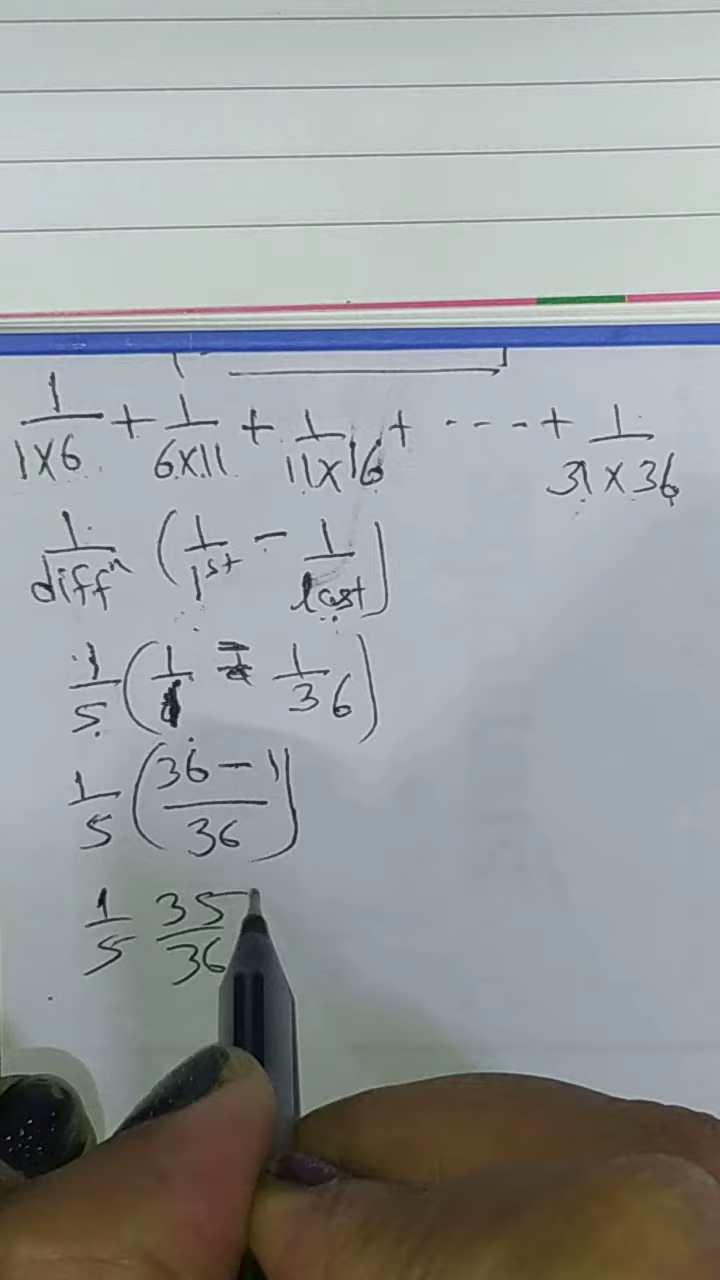 1/1×6 + 1/6×11 + 1/11×16 + ---- + 1/31×36
1/diffⁿ (1/1st - 1/last)
1/5 (1/1 - 1/36)
1/5 (36-1/36)
1/5 35/36